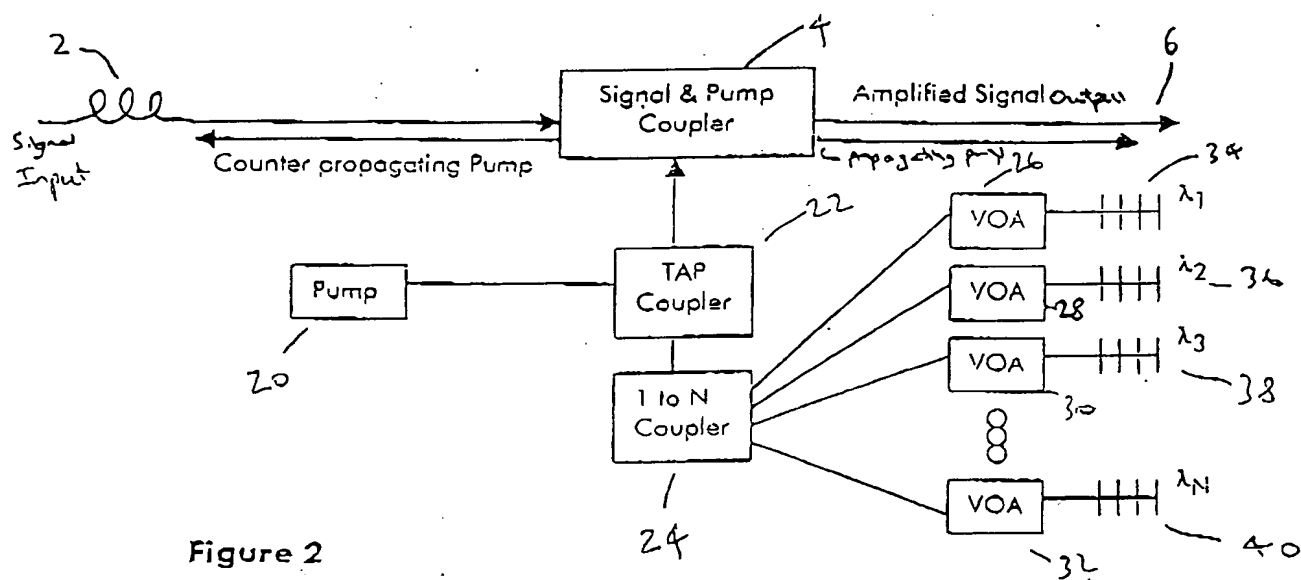 2
4
6
Signal & Pump
Coupler
Amplified Signal Output
Signal
Input
Counter propagating Pump
propagating
26
34
VOA
λ1
22
TAP
Coupler
Pump
VOA
28
λ2
36
20
VOA
30
λ3
38
1 to N
Coupler
24
VOA
32
λN
40
Figure 2